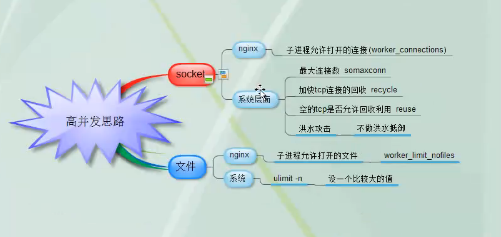 高并发思路
socket
nginx
子进程允许打开的连接(worker_connections)
系统层面
最大连接数 somaxconn
加快tcp连接的回收 recycle
空的tcp是否允许回收利用 reuse
洪水攻击 不做洪水抵御
文件
nginx
子进程允许打开的文件 worker_limit_nofiles
系统
ulimit -n 设一个比较大的值